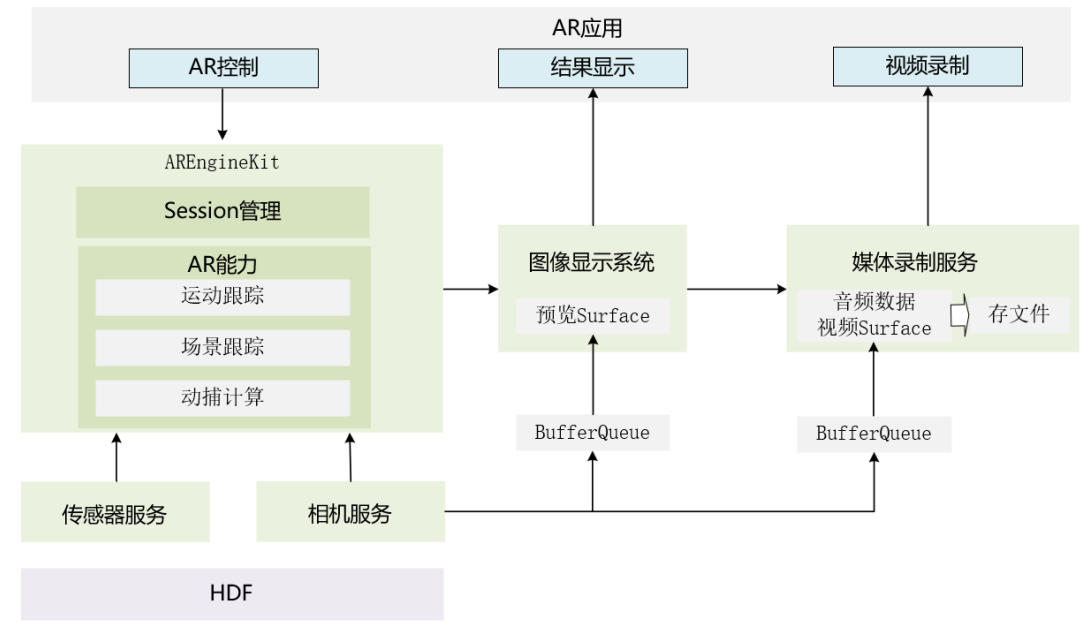 AR应用
AR控制
结果显示
视频录制
AREngineKit
Session管理
AR能力
运动跟踪
场景跟踪
动捕计算
图像显示系统
预览Surface
媒体录制服务
音频数据
视频Surface
存文件
BufferQueue
BufferQueue
传感器服务
相机服务
HDF